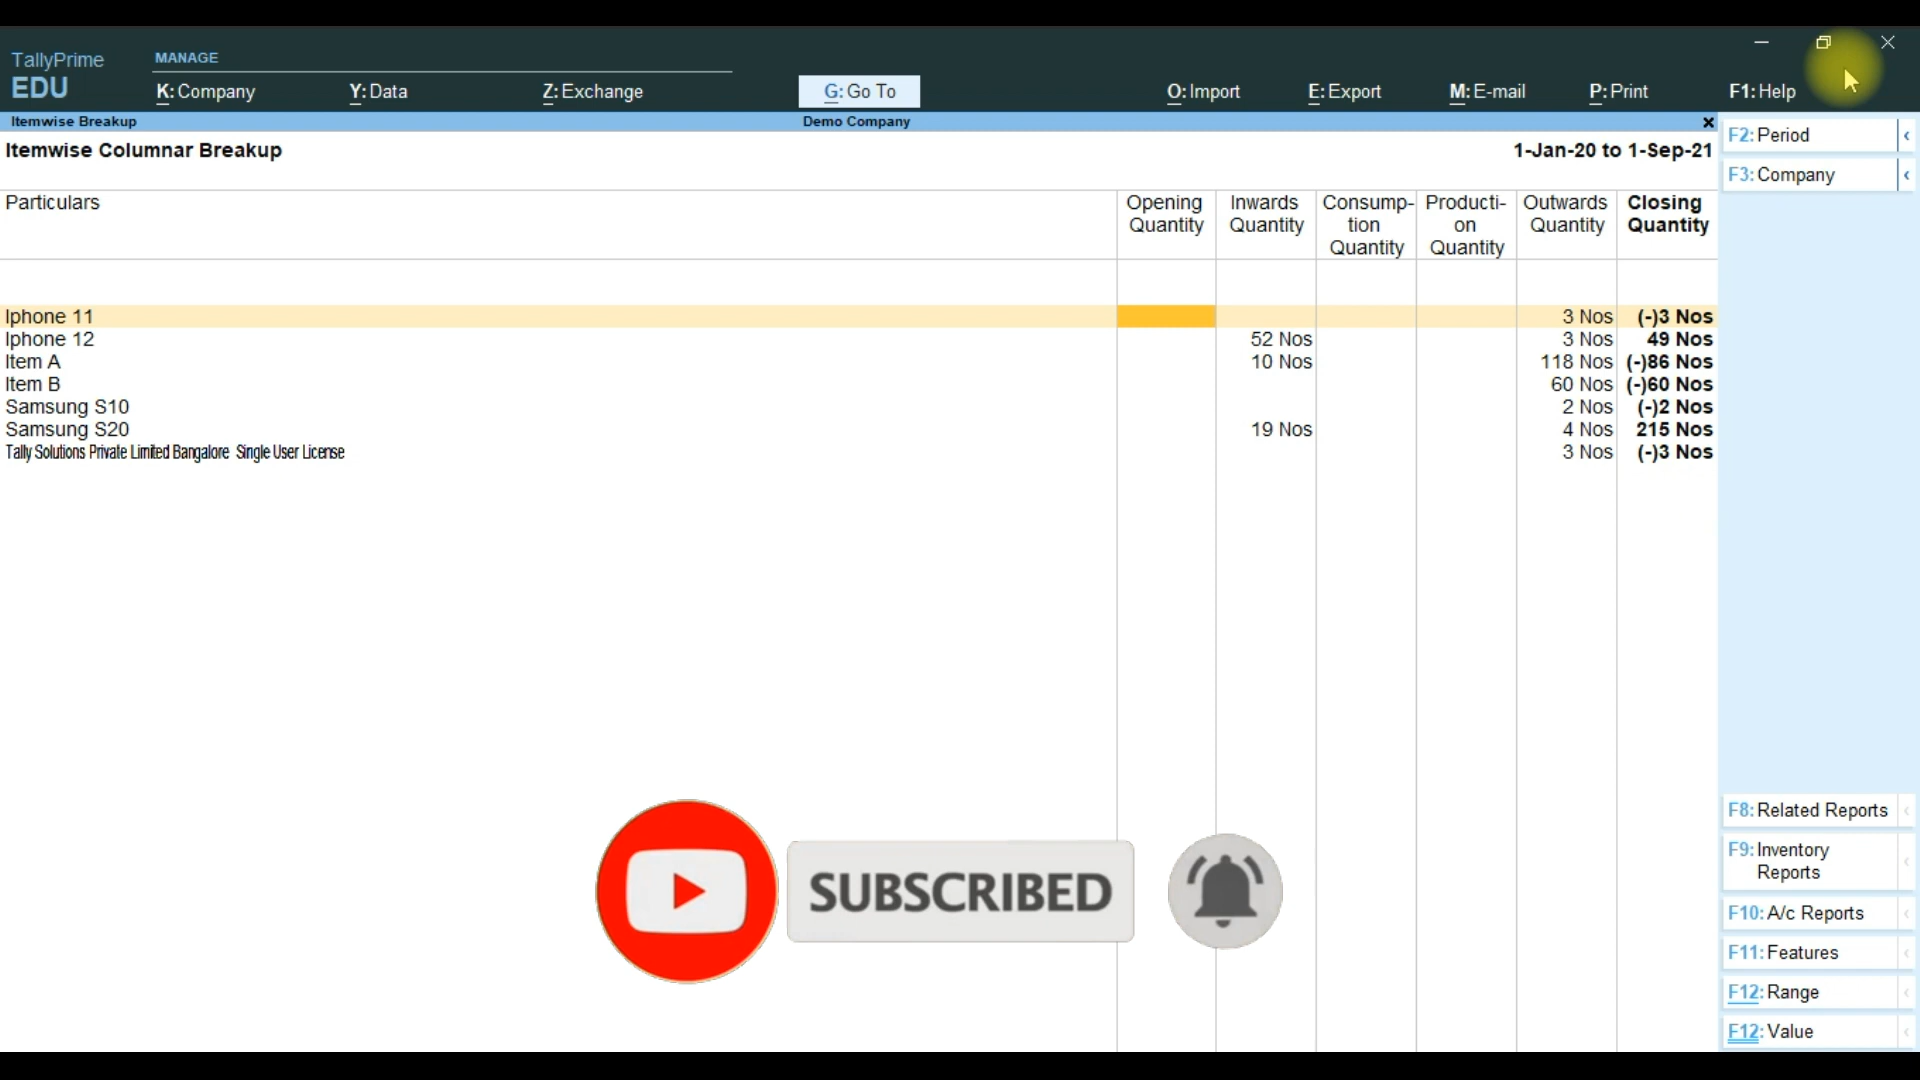 TallyPrime
EDU
MANAGE
K: Company
Y: Data
Z: Exchange
G: Go To
O: Import
E: Export
M: E-mail
P: Print
F1: Help
Itemwise Breakup
Demo Company
x
Itemwise Columnar Breakup
1-Jan-20 to 1-Sep-21
Particulars
Opening Quantity
Inwards Quantity
Consump-tion Quantity
Producti-on Quantity
Outwards Quantity
Closing Quantity
Iphone 11 3 Nos (-)3 Nos
Iphone 12 52 Nos 3 Nos 49 Nos
Item A 10 Nos 118 Nos (-)86 Nos
Item B 60 Nos (-)60 Nos
Samsung S10 2 Nos (-)2 Nos
Samsung S20 19 Nos 4 Nos 215 Nos
Tally Solutions Private Limited Bangalore Single User License 3 Nos (-)3 Nos
SUBSCRIBED
F2: Period
F3: Company
F8: Related Reports
F9: Inventory
Reports
F10: A/c Reports
F11: Features
F12: Range
F12: Value